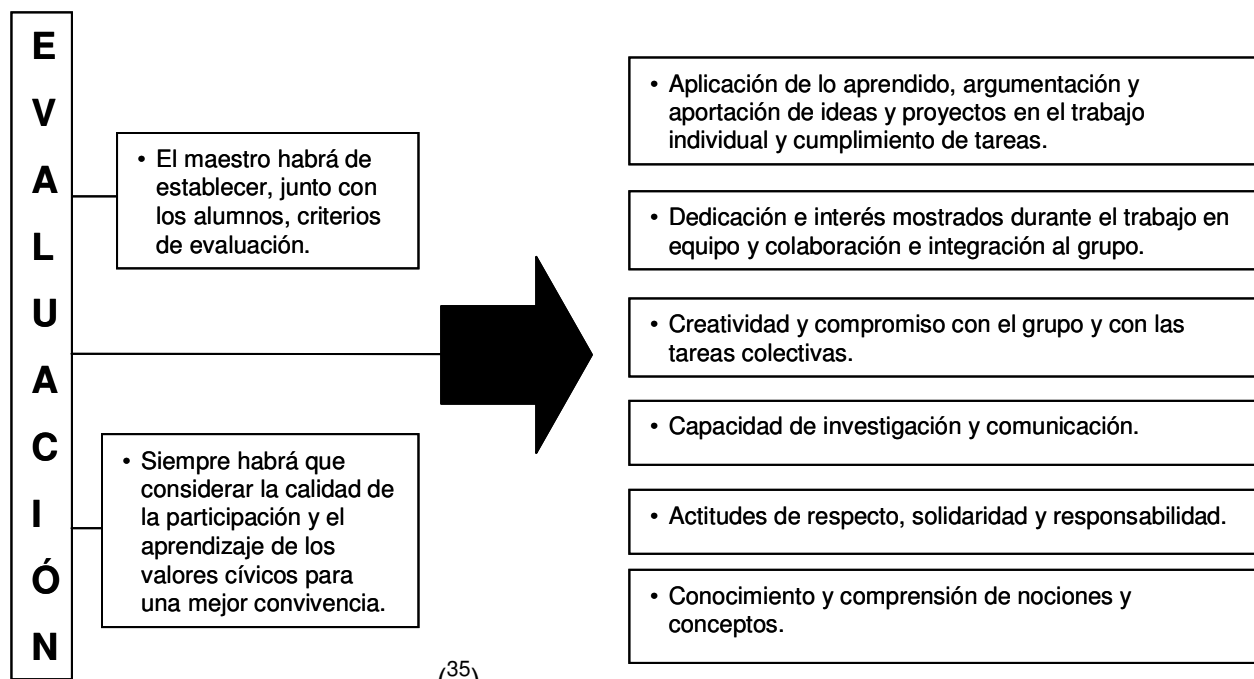 EVALUACIÓN
• El maestro habrá de
establecer, junto con
los alumnos, criterios
de evaluación.
• Siempre habrá que
considerar la calidad de
la participación y el
aprendizaje de los
valores cívicos para
una mejor convivencia.
• Aplicación de lo aprendido, argumentación y
aportación de ideas y proyectos en el trabajo
individual y cumplimiento de tareas.
• Dedicación e interés mostrados durante el trabajo en
equipo y colaboración e integración al grupo.
• Creatividad y compromiso con el grupo y con las
tareas colectivas.
• Capacidad de investigación y comunicación.
• Actitudes de respecto, solidaridad y responsabilidad.
• Conocimiento y comprensión de nociones y
conceptos.
(35)